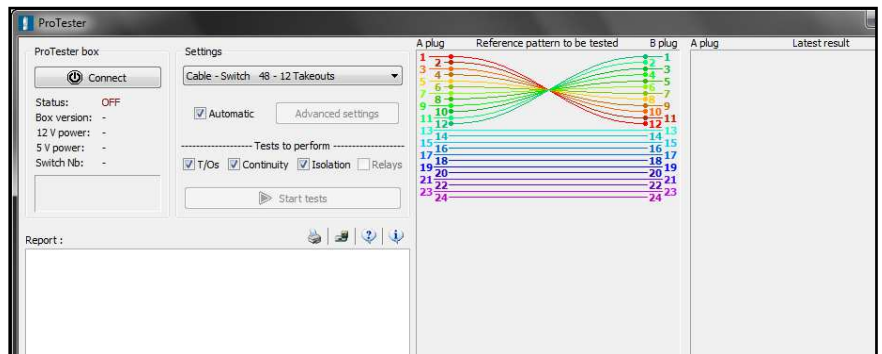 ProTester
ProTester box
Connect
Status: OFF
Box version: -
12 V power: -
5 V power: -
Switch Nb: -
Settings
Cable - Switch 48 - 12 Takeouts
Automatic Advanced settings
------------------ Tests to perform ------------------
T/Os Continuity Isolation Relays
Start tests
Report :
A plug Reference pattern to be tested B plug
1 1
2 2
3 3
4 4
5 5
6 6
7 7
8 8
9 9
10 10
11 11
12 12
13 13
14 14
15 15
16 16
17 17
18 18
19 19
20 20
21 21
22 22
23 23
24 24
A plug Latest result